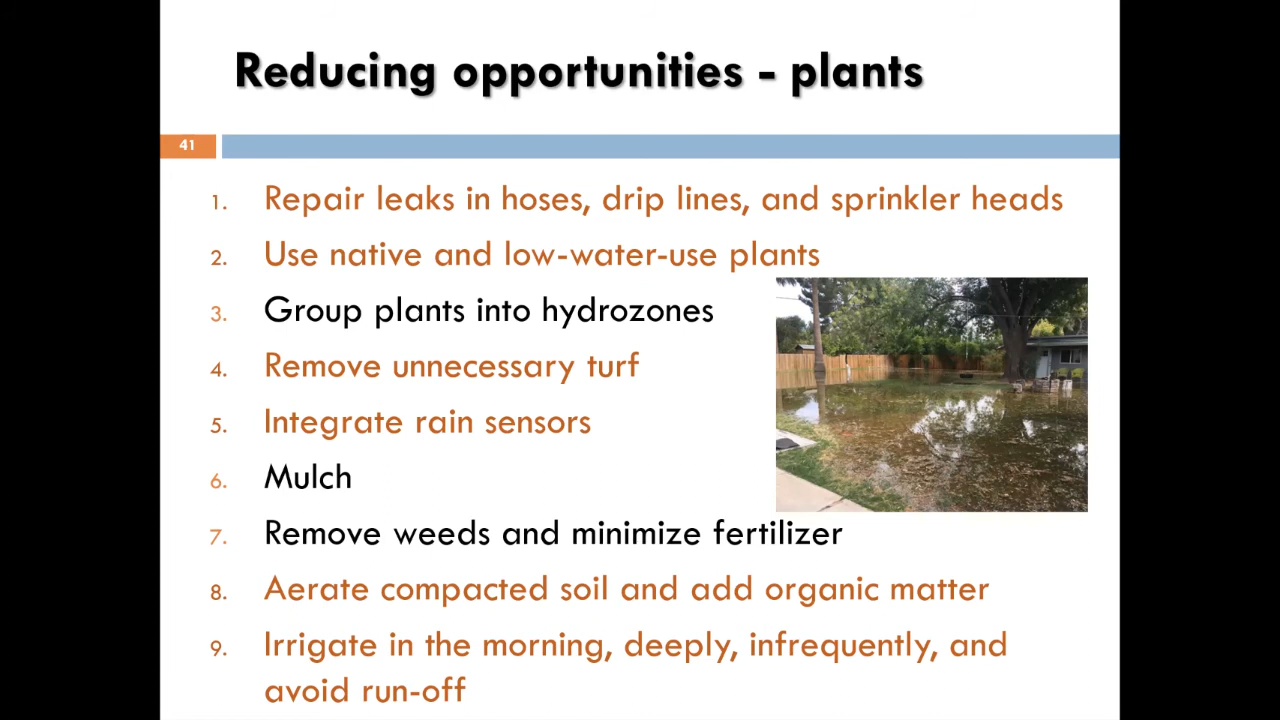 Reducing opportunities - plants
41
1. Repair leaks in hoses, drip lines, and sprinkler heads
2. Use native and low-water-use plants
3. Group plants into hydrozones
4. Remove unnecessary turf
5. Integrate rain sensors
6. Mulch
7. Remove weeds and minimize fertilizer
8. Aerate compacted soil and add organic matter
9. Irrigate in the morning, deeply, infrequently, and
avoid run-off